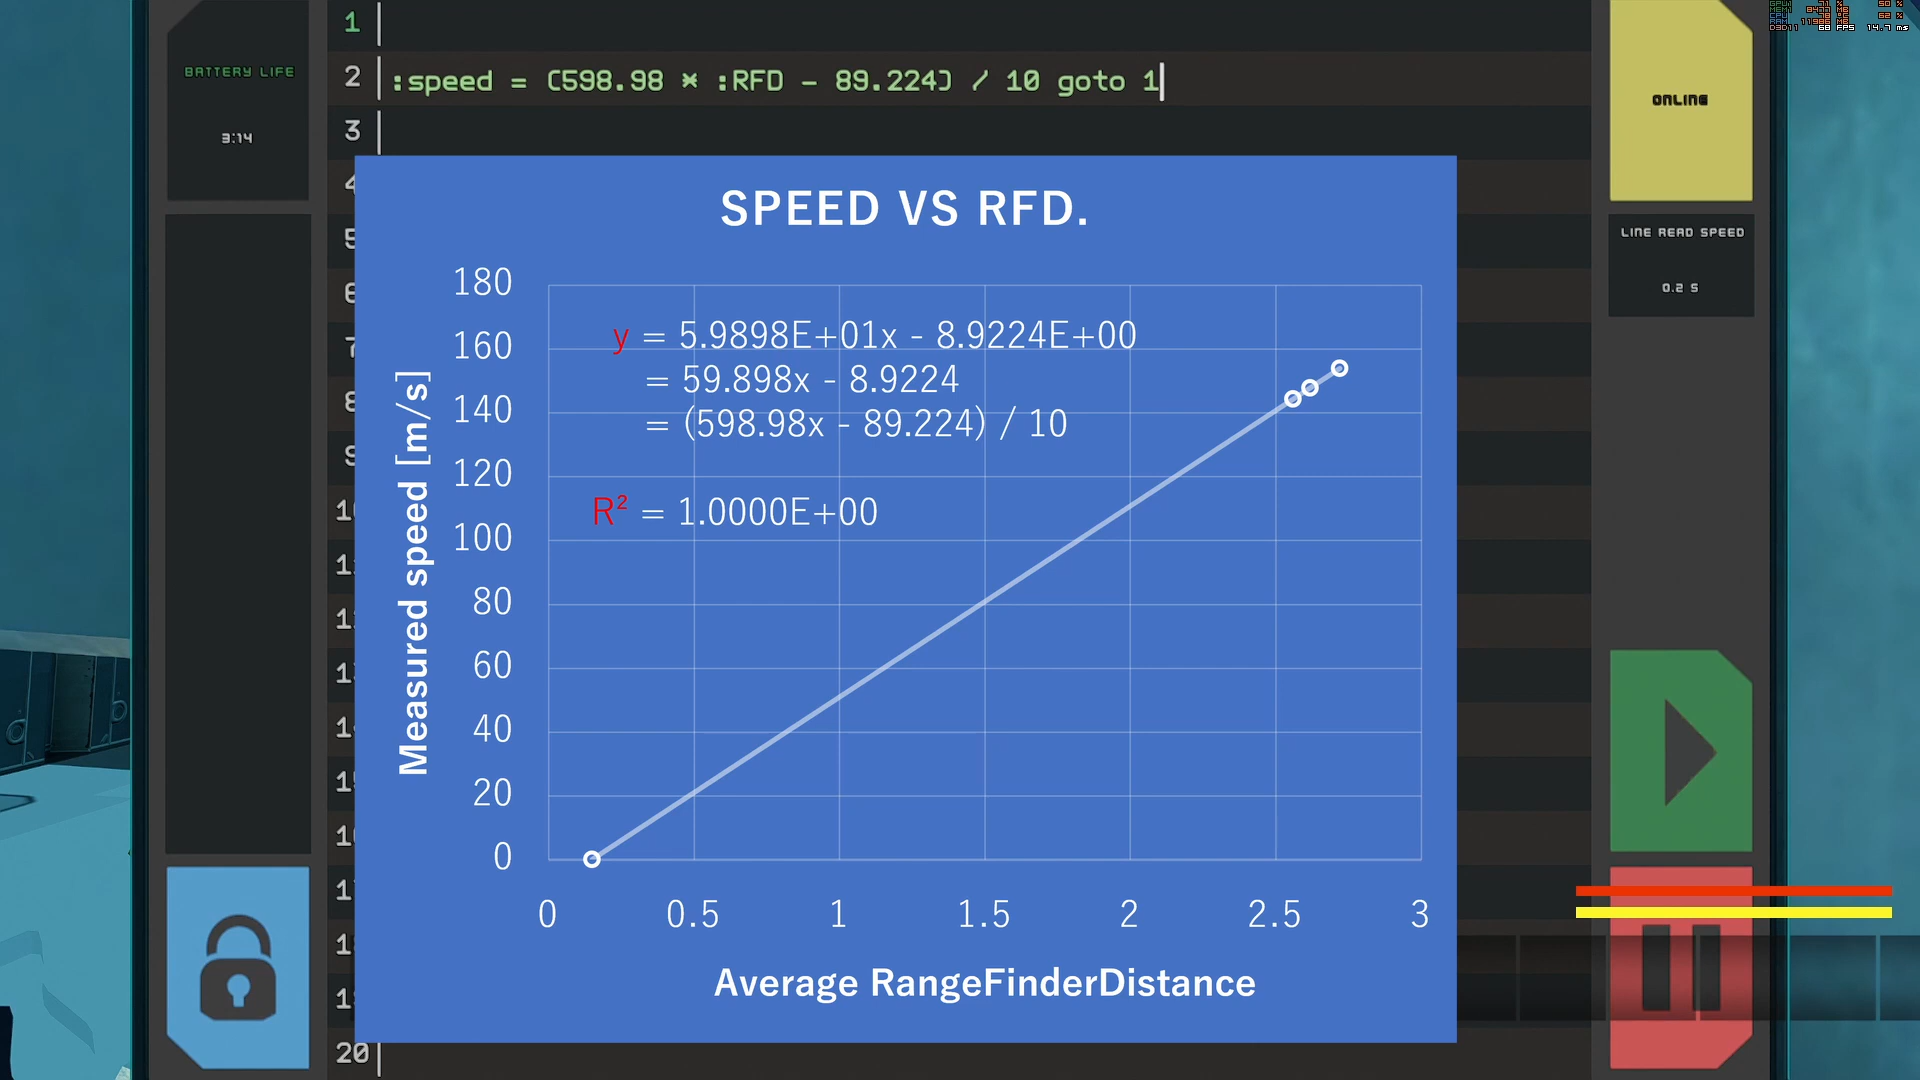 BATTERY LIFE
3:14
1
2 :speed = (598.98 * :RFD - 89.224) / 10 goto 1
3
20
ONLINE
LINE READ SPEED
0.2 S
SPEED VS RFD.
y = 5.9898E+01x - 8.9224E+00
= 59.898x - 8.9224
= (598.98x - 89.224) / 10
R² = 1.0000E+00
Measured speed [m/s]
180
160
140
120
100
80
60
40
20
0
0 0.5 1 1.5 2 2.5 3
Average RangeFinderDistance